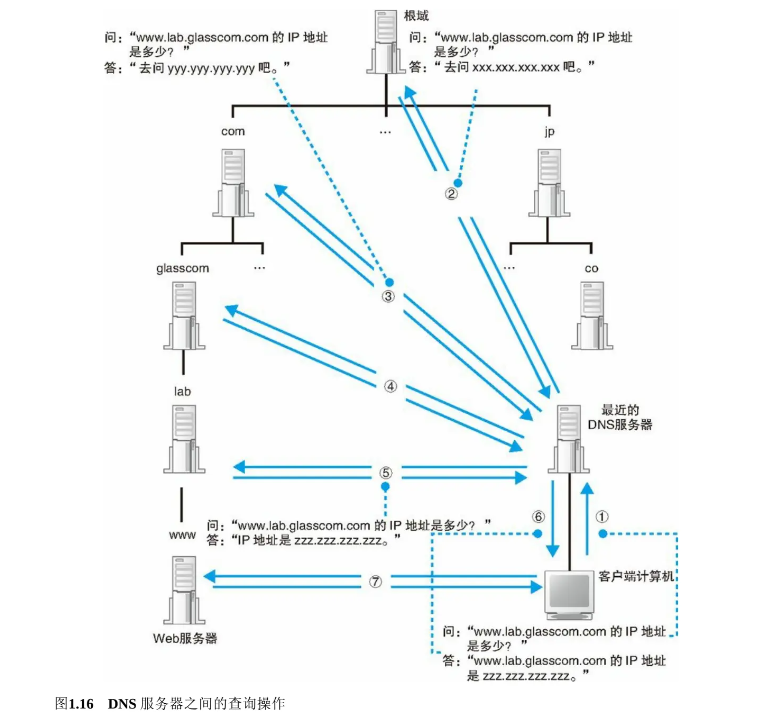 根域
问：“www.lab.glasscom.com 的 IP 地址
是多少？ ”
答：“去问 yyy.yyy.yyy.yyy 吧。”
问：“www.lab.glasscom.com 的 IP 地址
是多少？ ”
答：“去问 xxx.xxx.xxx.xxx 吧。”
com
…
jp
②
glasscom
…
…
co
③
④
lab
最近的
DNS服务器
⑤
www
问：“www.lab.glasscom.com 的 IP 地址是多少？ ”
答：“IP 地址是 zzz.zzz.zzz.zzz。”
⑥
①
⑦
客户端计算机
Web服务器
问：“www.lab.glasscom.com 的 IP 地址
是多少？ ”
答：“www.lab.glasscom.com 的 IP 地址
是 zzz.zzz.zzz.zzz。”
图1.16 DNS 服务器之间的查询操作